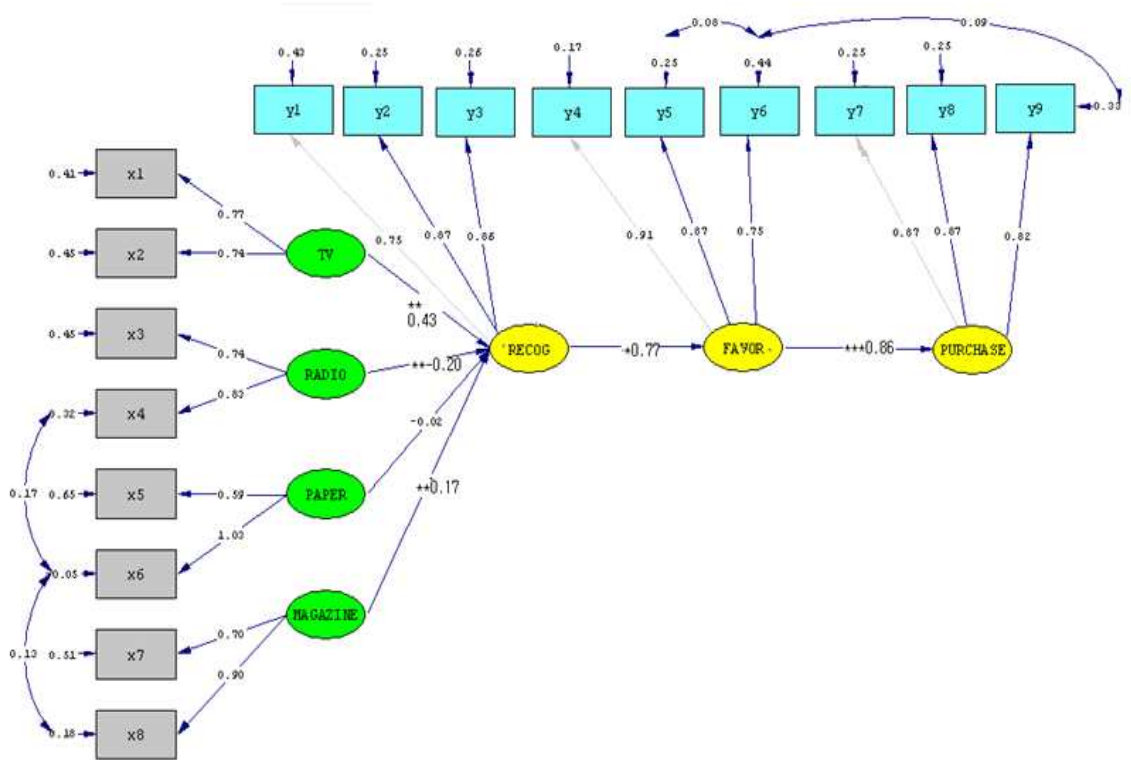 0.08
0.09
0.43
0.25
0.26
0.17
0.25
0.44
0.25
0.25
y1
y2
y3
y4
y5
y6
y7
y8
y9
0.33
0.41
x1
0.77
0.45
x2
0.74
TV
0.75
0.87
0.86
0.91
0.87
0.75
0.87
0.87
0.82
**
0.43
0.45
x3
0.74
RADIO
**-0.20
RECOG
+0.77
FAVOR
+++0.86
PURCHASE
0.83
0.32
x4
-0.02
0.17
0.65
x5
0.59
PAPER
++0.17
1.03
0.05
x6
MAGAZINE
0.13
0.51
x7
0.70
0.90
0.18
x8